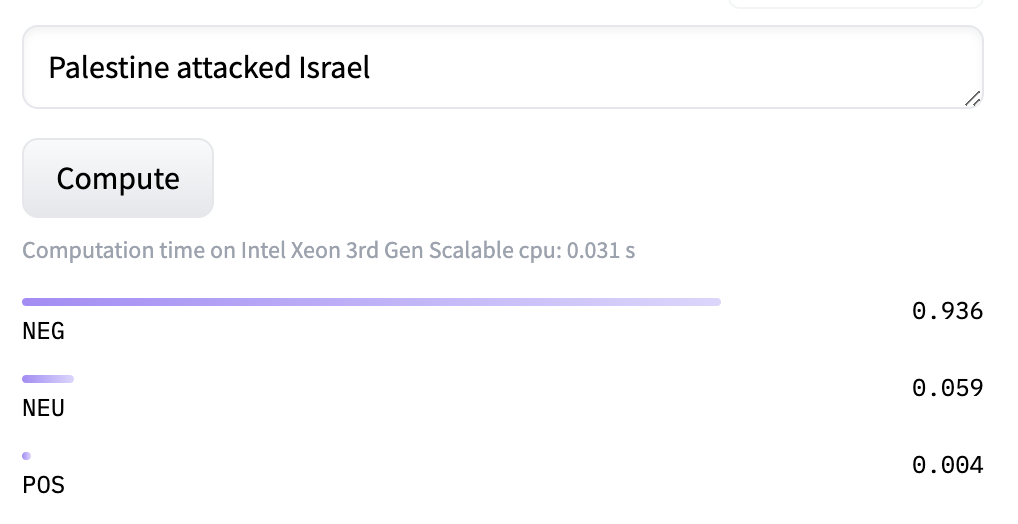 Palestine attacked Israel
Compute
Computation time on Intel Xeon 3rd Gen Scalable cpu: 0.031 s
NEG 0.936
NEU 0.059
POS 0.004